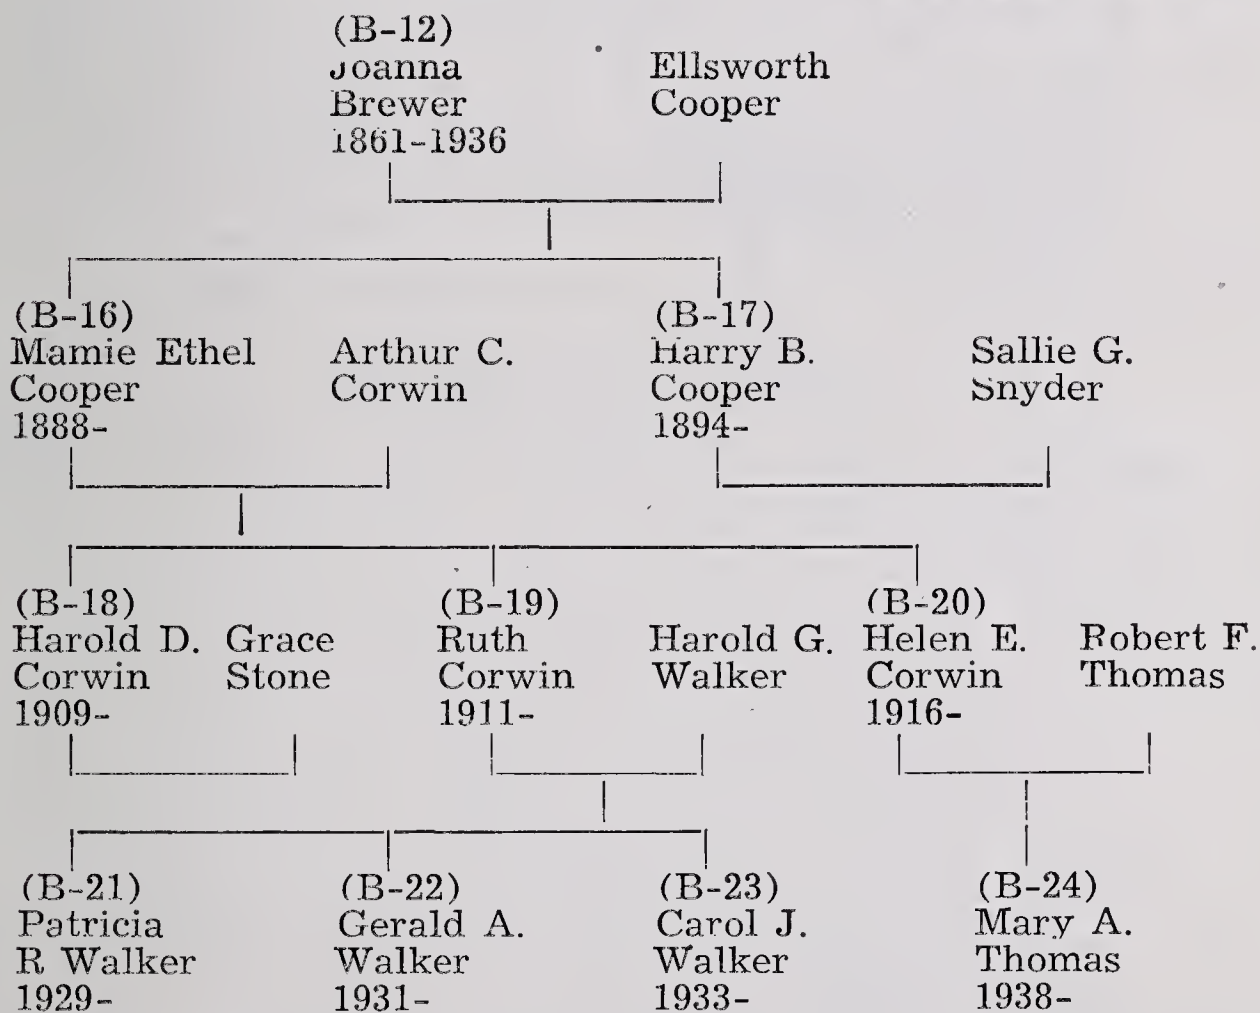 (B-12)
Joanna
Brewer
1861-1936
Ellsworth
Cooper
(B-16)
Mamie Ethel
Cooper
1888-
Arthur C.
Corwin
(B-17)
Harry B.
Cooper
1894-
Sallie G.
Snyder
(B-18)
Harold D.
Corwin
1909-
Grace
Stone
(B-19)
Ruth
Corwin
1911-
Harold G.
Walker
(B-20)
Helen E.
Corwin
1916-
Robert F.
Thomas
(B-21)
Patricia
R Walker
1929-
(B-22)
Gerald A.
Walker
1931-
(B-23)
Carol J.
Walker
1933-
(B-24)
Mary A.
Thomas
1938-